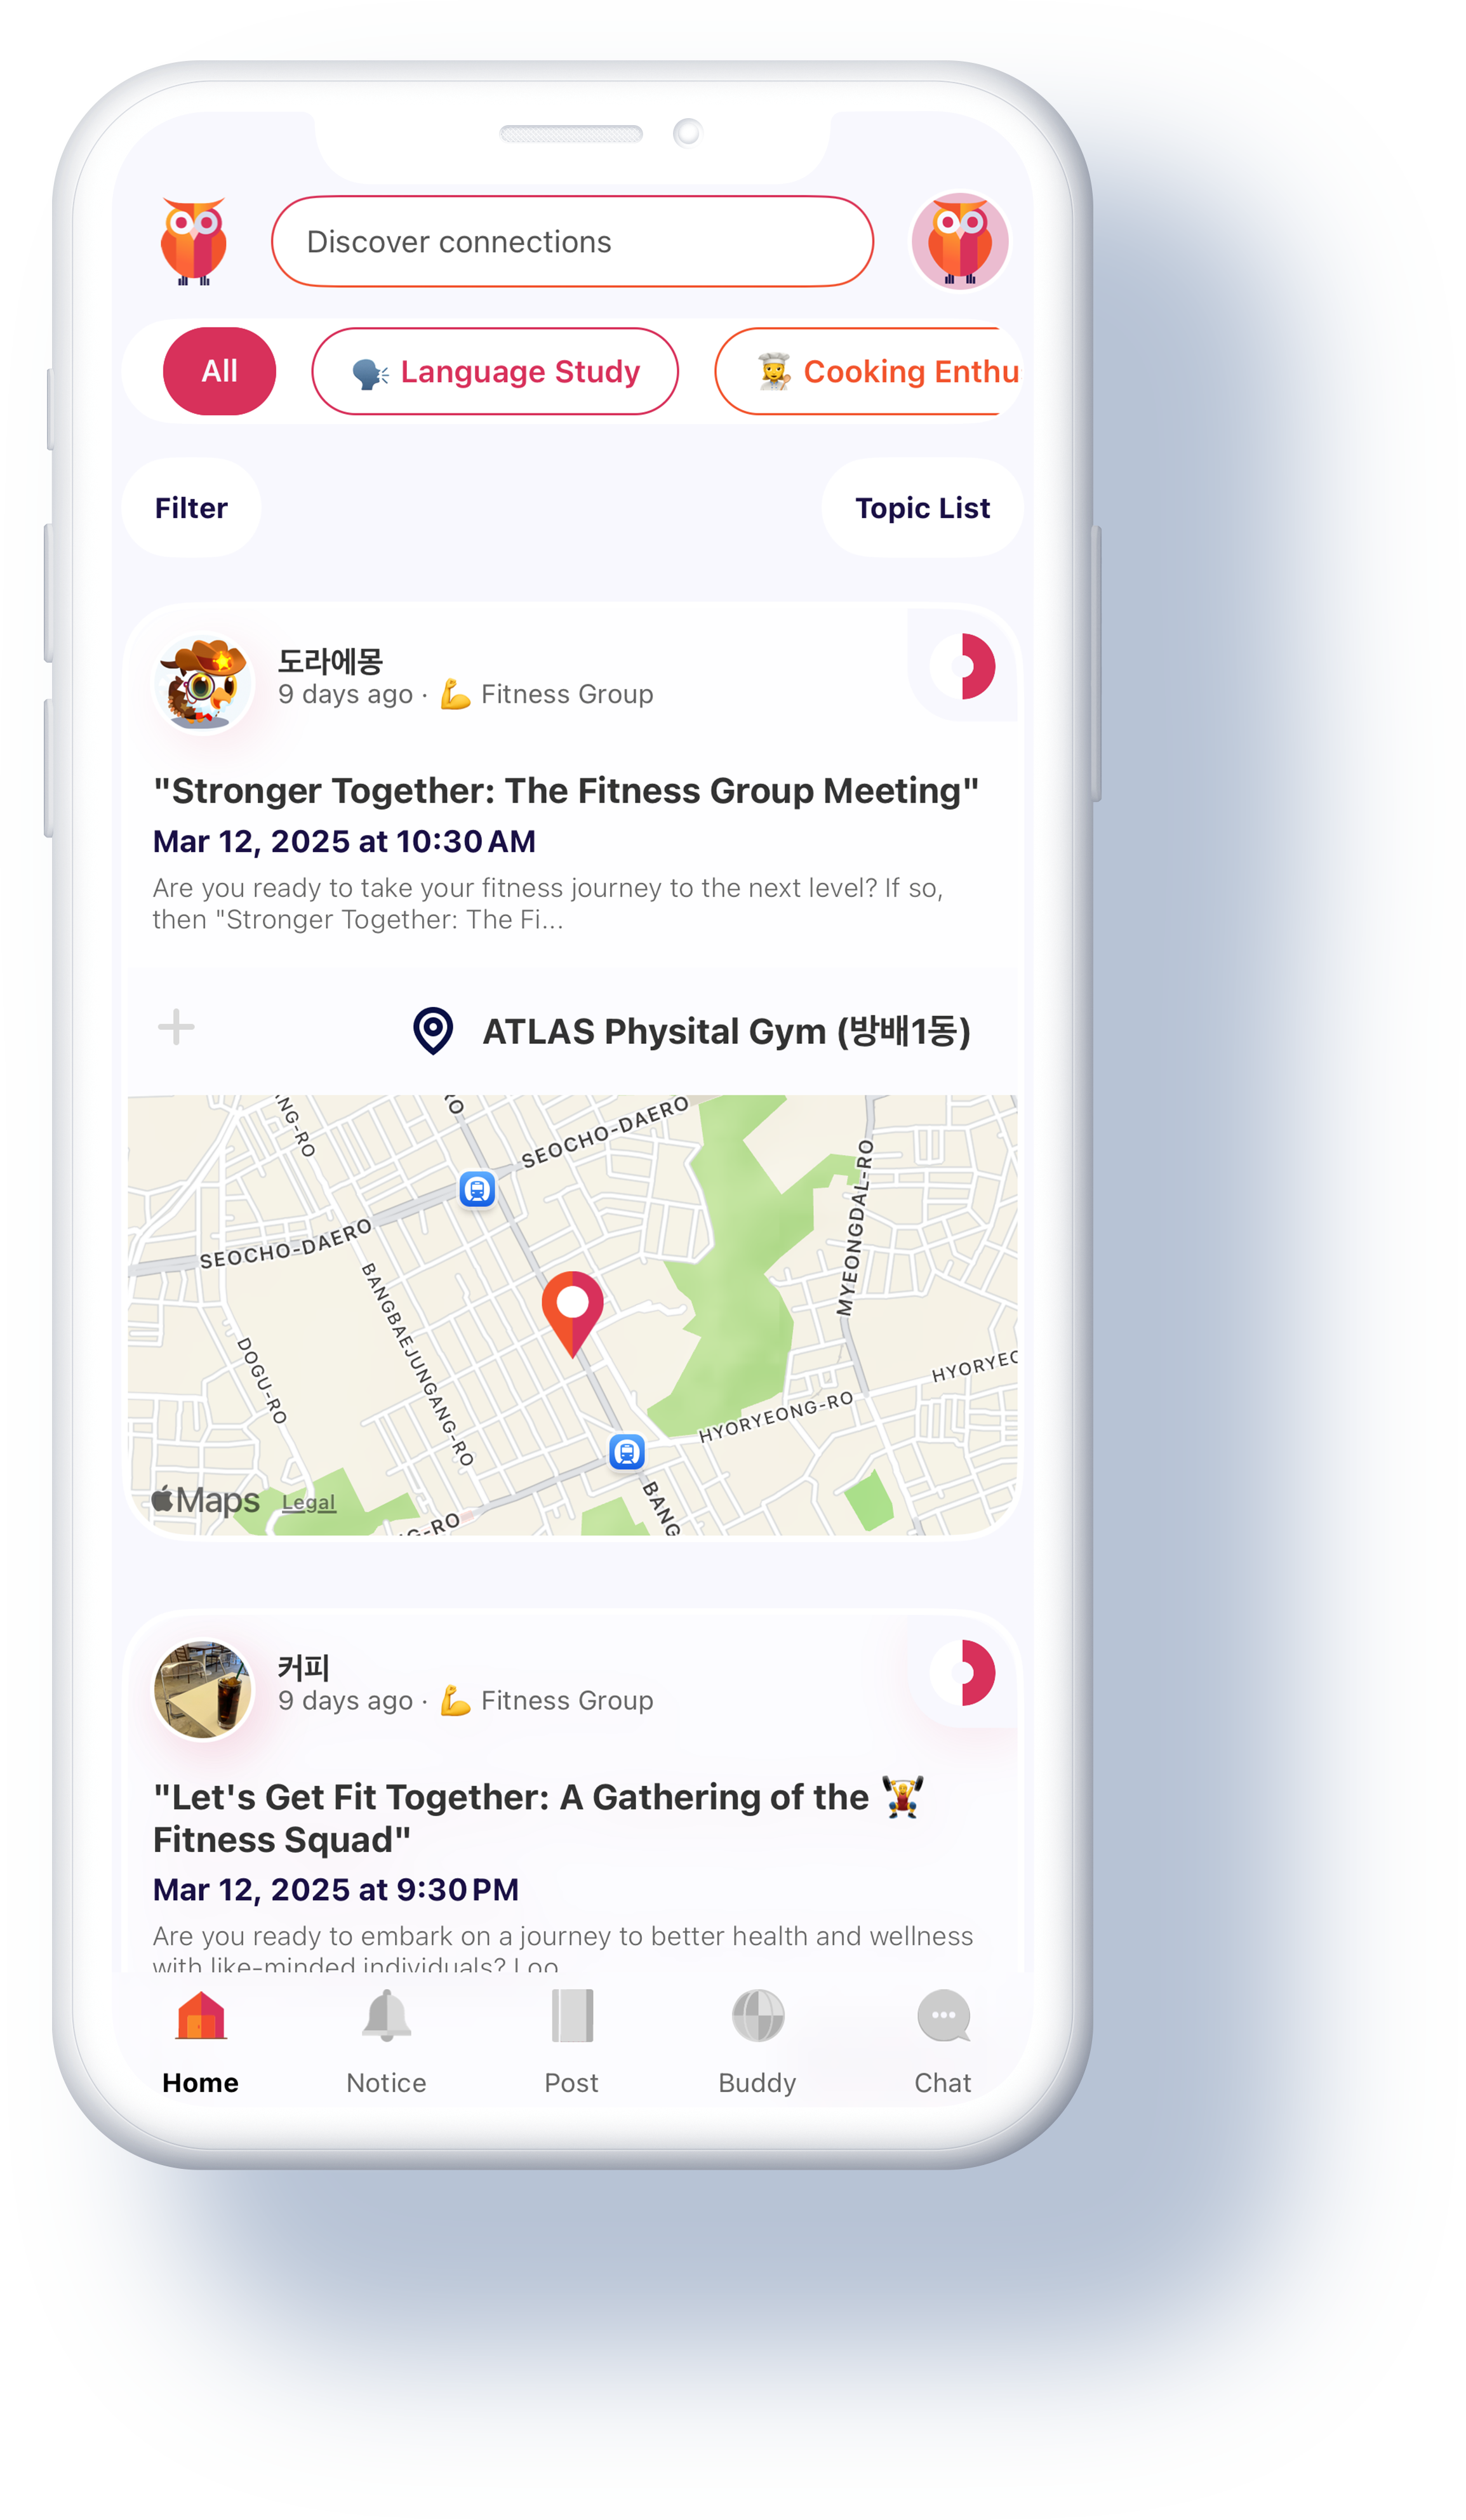 Discover connections
All
🗣️ Language Study
👩‍🍳 Cooking Enthu
Filter
Topic List
도라에몽
9 days ago · 💪 Fitness Group
"Stronger Together: The Fitness Group Meeting"
Mar 12, 2025 at 10:30 AM
Are you ready to take your fitness journey to the next level? If so,
then "Stronger Together: The Fi...
ATLAS Physital Gym (방배1동)
NG-RO
RO
SEOCHO-DAERO
MYEONGDAL-RO
SEOCHO-DAERO
BANGBAEJUNGANG-RO
DOGU-RO
HYORYEO
HYORYEONG-RO
BANG
G-RO
Maps Legal
커피
9 days ago · 💪 Fitness Group
"Let's Get Fit Together: A Gathering of the 🏋️
Fitness Squad"
Mar 12, 2025 at 9:30 PM
Are you ready to embark on a journey to better health and wellness
with like-minded individuals? Loo
Home
Notice
Post
Buddy
Chat